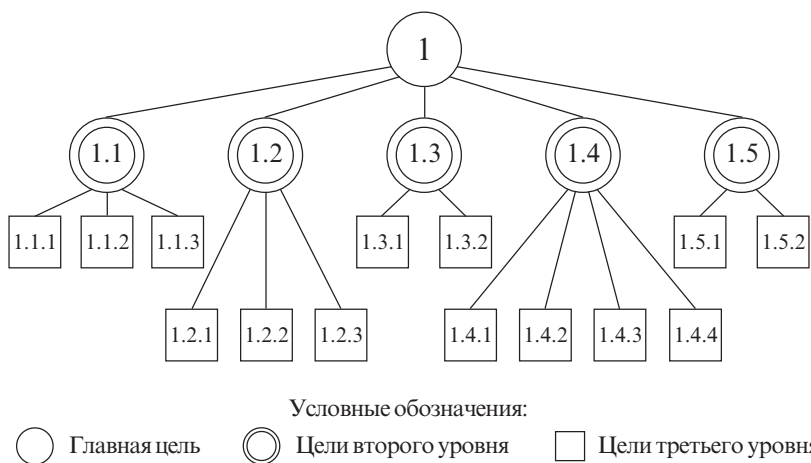 1
1.1 1.2 1.3 1.4 1.5
1.1.1 1.1.2 1.1.3 1.3.1 1.3.2 1.5.1 1.5.2
1.2.1 1.2.2 1.2.3 1.4.1 1.4.2 1.4.3 1.4.4
Условные обозначения:
Главная цель Цели второго уровня Цели третьего уровня